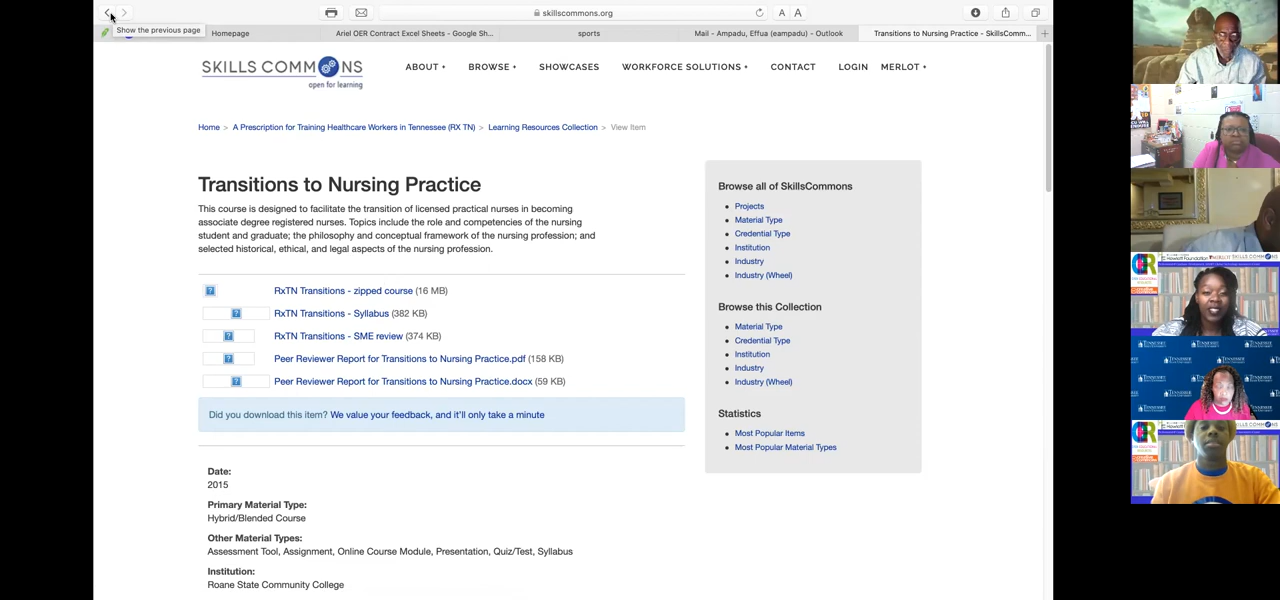 skillscommons.org
A A
Show the previous page
Homepage
Ariel OER Contract Excel Sheets - Google Sh...
sports
Mail - Ampadu, Effua (eampadu) - Outlook
Transitions to Nursing Practice - SkillsComm...
SKILLS COMMONS
open for learning
ABOUT +
BROWSE +
SHOWCASES
WORKFORCE SOLUTIONS +
CONTACT
LOGIN
MERLOT +
Home > A Prescription for Training Healthcare Workers in Tennessee (RX TN) > Learning Resources Collection > View Item
Transitions to Nursing Practice
This course is designed to facilitate the transition of licensed practical nurses in becoming
associate degree registered nurses. Topics include the role and competencies of the nursing
student and graduate; the philosophy and conceptual framework of the nursing profession; and
selected historical, ethical, and legal aspects of the nursing profession.
RxTN Transitions - zipped course (16 MB)
RxTN Transitions - Syllabus (382 KB)
RxTN Transitions - SME review (374 KB)
Peer Reviewer Report for Transitions to Nursing Practice.pdf (158 KB)
Peer Reviewer Report for Transitions to Nursing Practice.docx (59 KB)
Did you download this item? We value your feedback, and it'll only take a minute
Date:
2015
Primary Material Type:
Hybrid/Blended Course
Other Material Types:
Assessment Tool, Assignment, Online Course Module, Presentation, Quiz/Test, Syllabus
Institution:
Roane State Community College
Browse all of SkillsCommons
Projects
Material Type
Credential Type
Institution
Industry
Industry (Wheel)
Browse this Collection
Material Type
Credential Type
Institution
Industry
Industry (Wheel)
Statistics
Most Popular Items
Most Popular Material Types